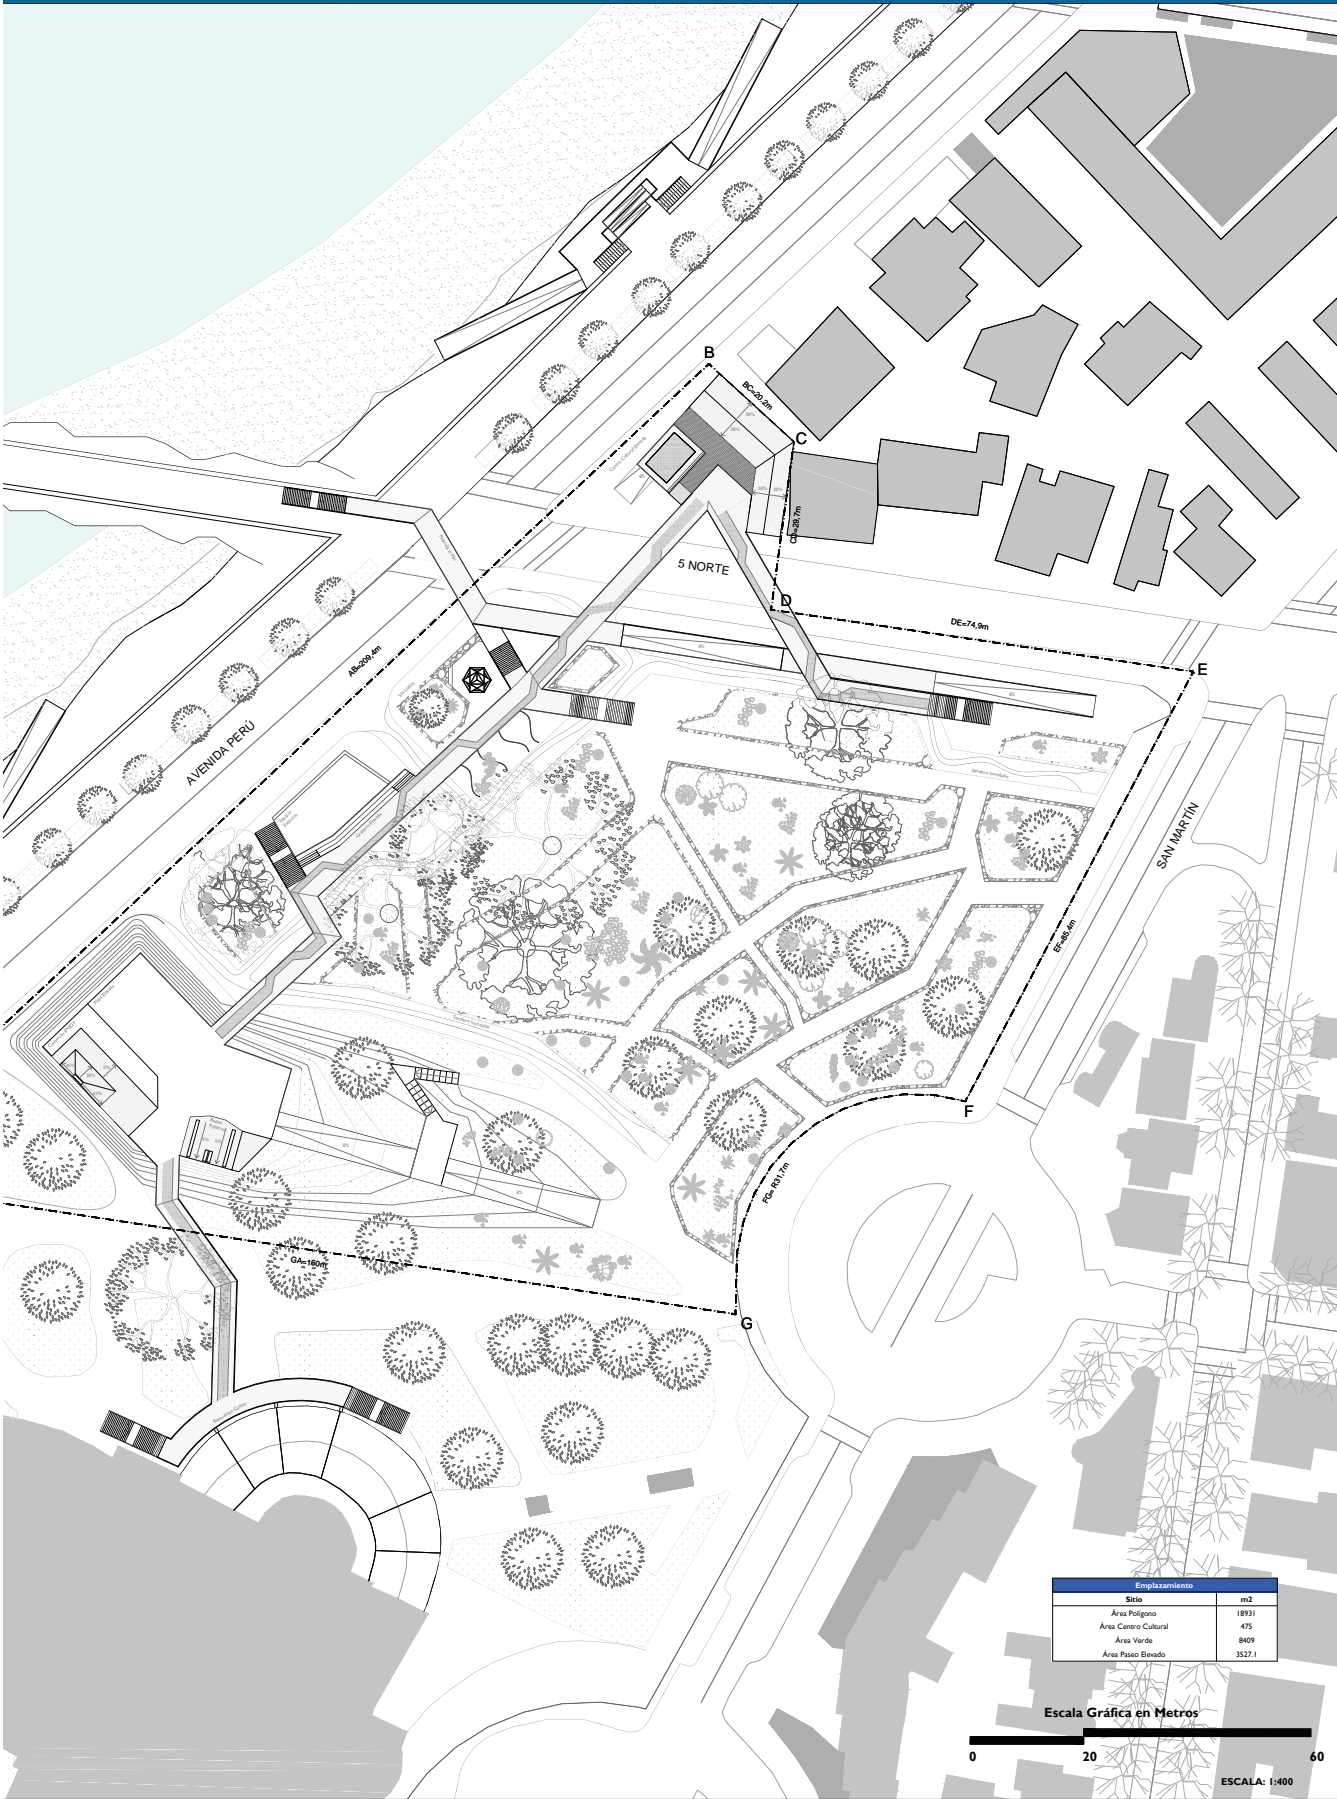 B
BC=20.2m
C
CD=29,7m
5 NORTE
D
DE=74,9m
E
AB=209,4m
AVENIDA PERÚ
SAN MARTÍN
EF=85,4m
F
FG= R31,7m
GA=160m
G
Emplazamiento
Sitio m2
Área Polígono 18931
Área Centro Cultural 475
Área Verde 8409
Área Paseo Elevado 3527.1
Escala Gráfica en Metros
0 20 60
ESCALA: 1:400